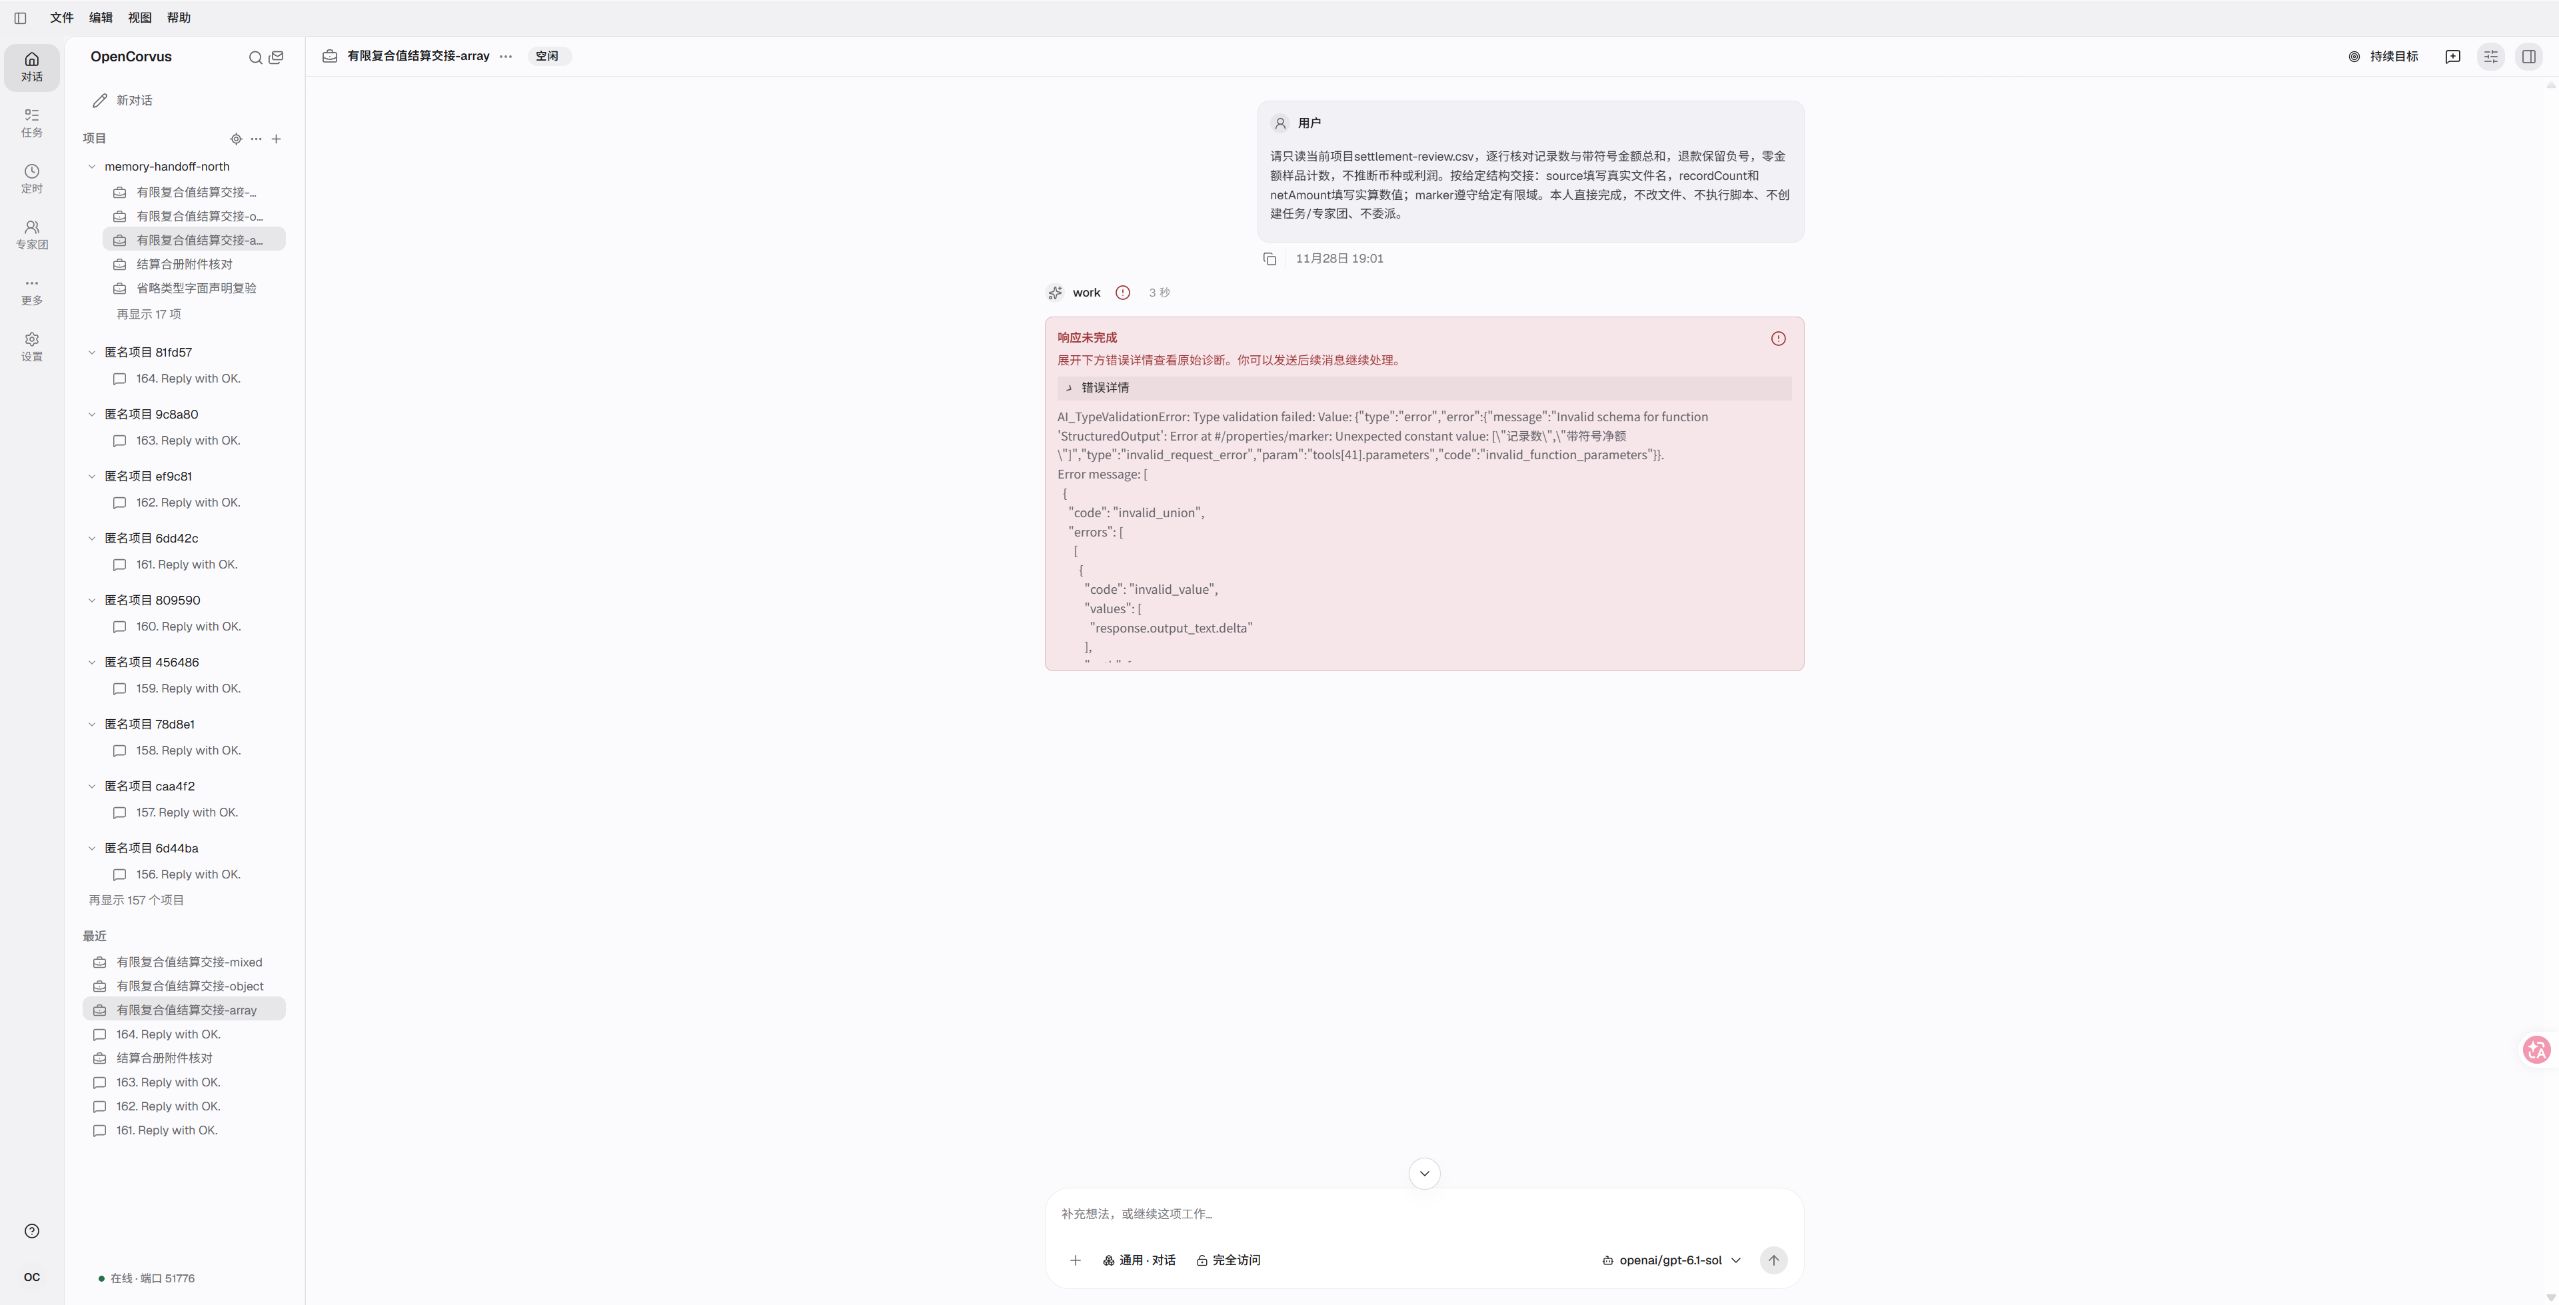 文件 编辑 视图 帮助
对话
任务
定时
专家团
更多
设置
OC
OpenCorvus
新对话
项目
memory-handoff-north
有限复合值结算交接-...
有限复合值结算交接-o...
有限复合值结算交接-a...
结算合册附件核对
省略类型字面声明复验
再显示 17 项
匿名项目 81fd57
164. Reply with OK.
匿名项目 9c8a80
163. Reply with OK.
匿名项目 ef9c81
162. Reply with OK.
匿名项目 6dd42c
161. Reply with OK.
匿名项目 809590
160. Reply with OK.
匿名项目 456486
159. Reply with OK.
匿名项目 78d8e1
158. Reply with OK.
匿名项目 caa4f2
157. Reply with OK.
匿名项目 6d44ba
156. Reply with OK.
再显示 157 个项目
最近
有限复合值结算交接-mixed
有限复合值结算交接-object
有限复合值结算交接-array
164. Reply with OK.
结算合册附件核对
163. Reply with OK.
162. Reply with OK.
161. Reply with OK.
在线 · 端口 51776
有限复合值结算交接-array ... 空闲
持续目标
用户
请只读当前项目settlement-review.csv，逐行核对记录数与带符号金额总和，退款保留负号，零金
额样品计数，不推断币种或利润。按给定结构交接：source填写真实文件名，recordCount和
netAmount填写实算数值；marker遵守给定有限域。本人直接完成，不改文件、不执行脚本、不创
建任务/专家团、不委派。
11月28日 19:01
work 3 秒
响应未完成
展开下方错误详情查看原始诊断。你可以发送后续消息继续处理。
错误详情
AI_TypeValidationError: Type validation failed: Value: {"type":"error","error":{"message":"Invalid schema for function
'StructuredOutput': Error at #/properties/marker: Unexpected constant value: [\"记录数\",\"带符号净额
\"]","type":"invalid_request_error","param":"tools[41].parameters","code":"invalid_function_parameters"}}.
Error message: [
{
"code": "invalid_union",
"errors": [
[
{
"code": "invalid_value",
"values": [
"response.output_text.delta"
],
补充想法，或继续这项工作...
通用 · 对话 完全访问 openai/gpt-6.1-sol